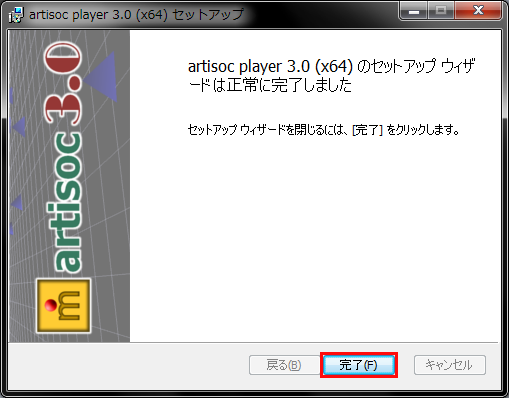 artisoc player 3.0 (x64) セットアップ
artisoc 3.0
m
artisoc player 3.0 (x64) のセットアップ ウィザ
ードは正常に完了しました
セットアップ ウィザードを閉じるには、[完了] をクリックします。
戻る(B)
完了(F)
キャンセル